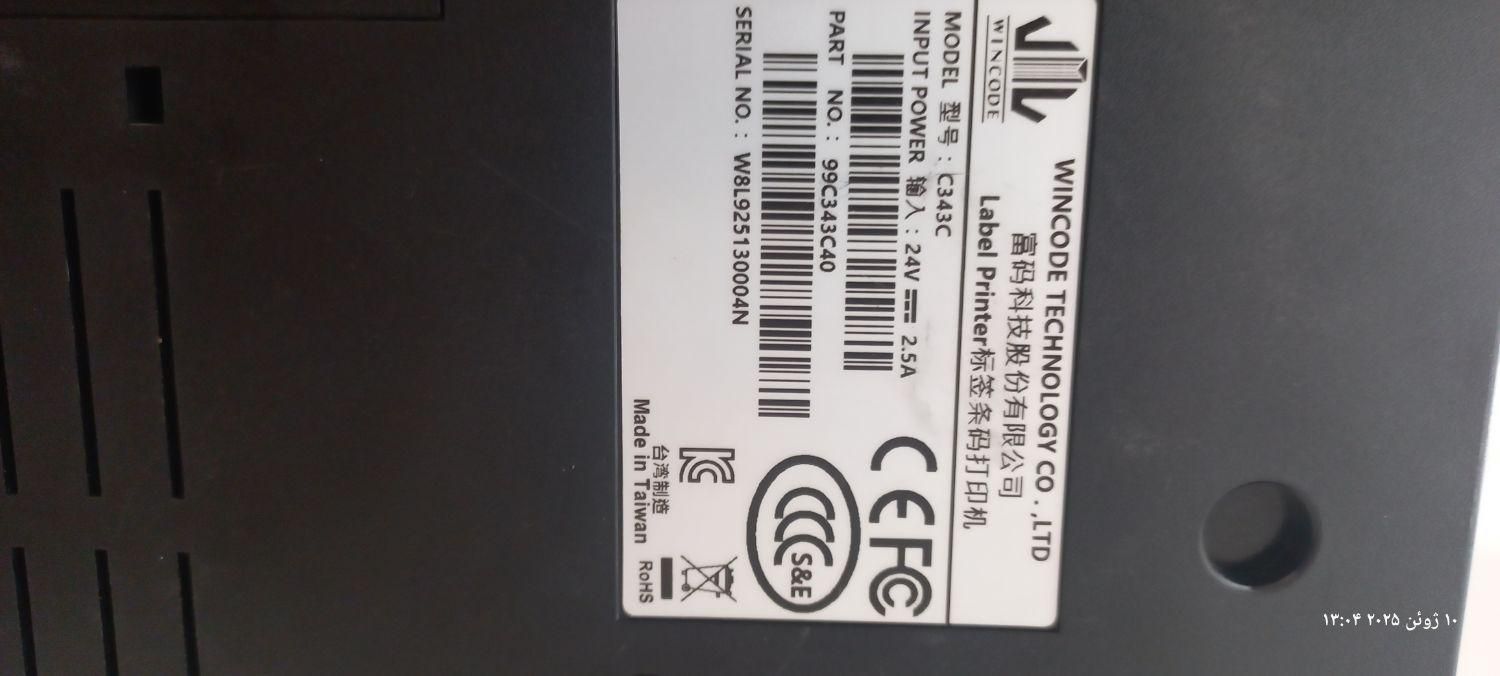 WINCODE
WINCODE TECHNOLOGY CO.,LTD
富码科技股份有限公司
Label Printer标签条码打印机
MODEL 型号 : C343C
INPUT POWER 输入 : 24V ⎓ 2.5A
PART NO. : 99C343C40
SERIAL NO. : W8L925130004N
CE FC
S&E
台湾制造
Made in Taiwan
RoHS
۱۰ ژوئن ۲۰۲۵ ۱۳:۰۴